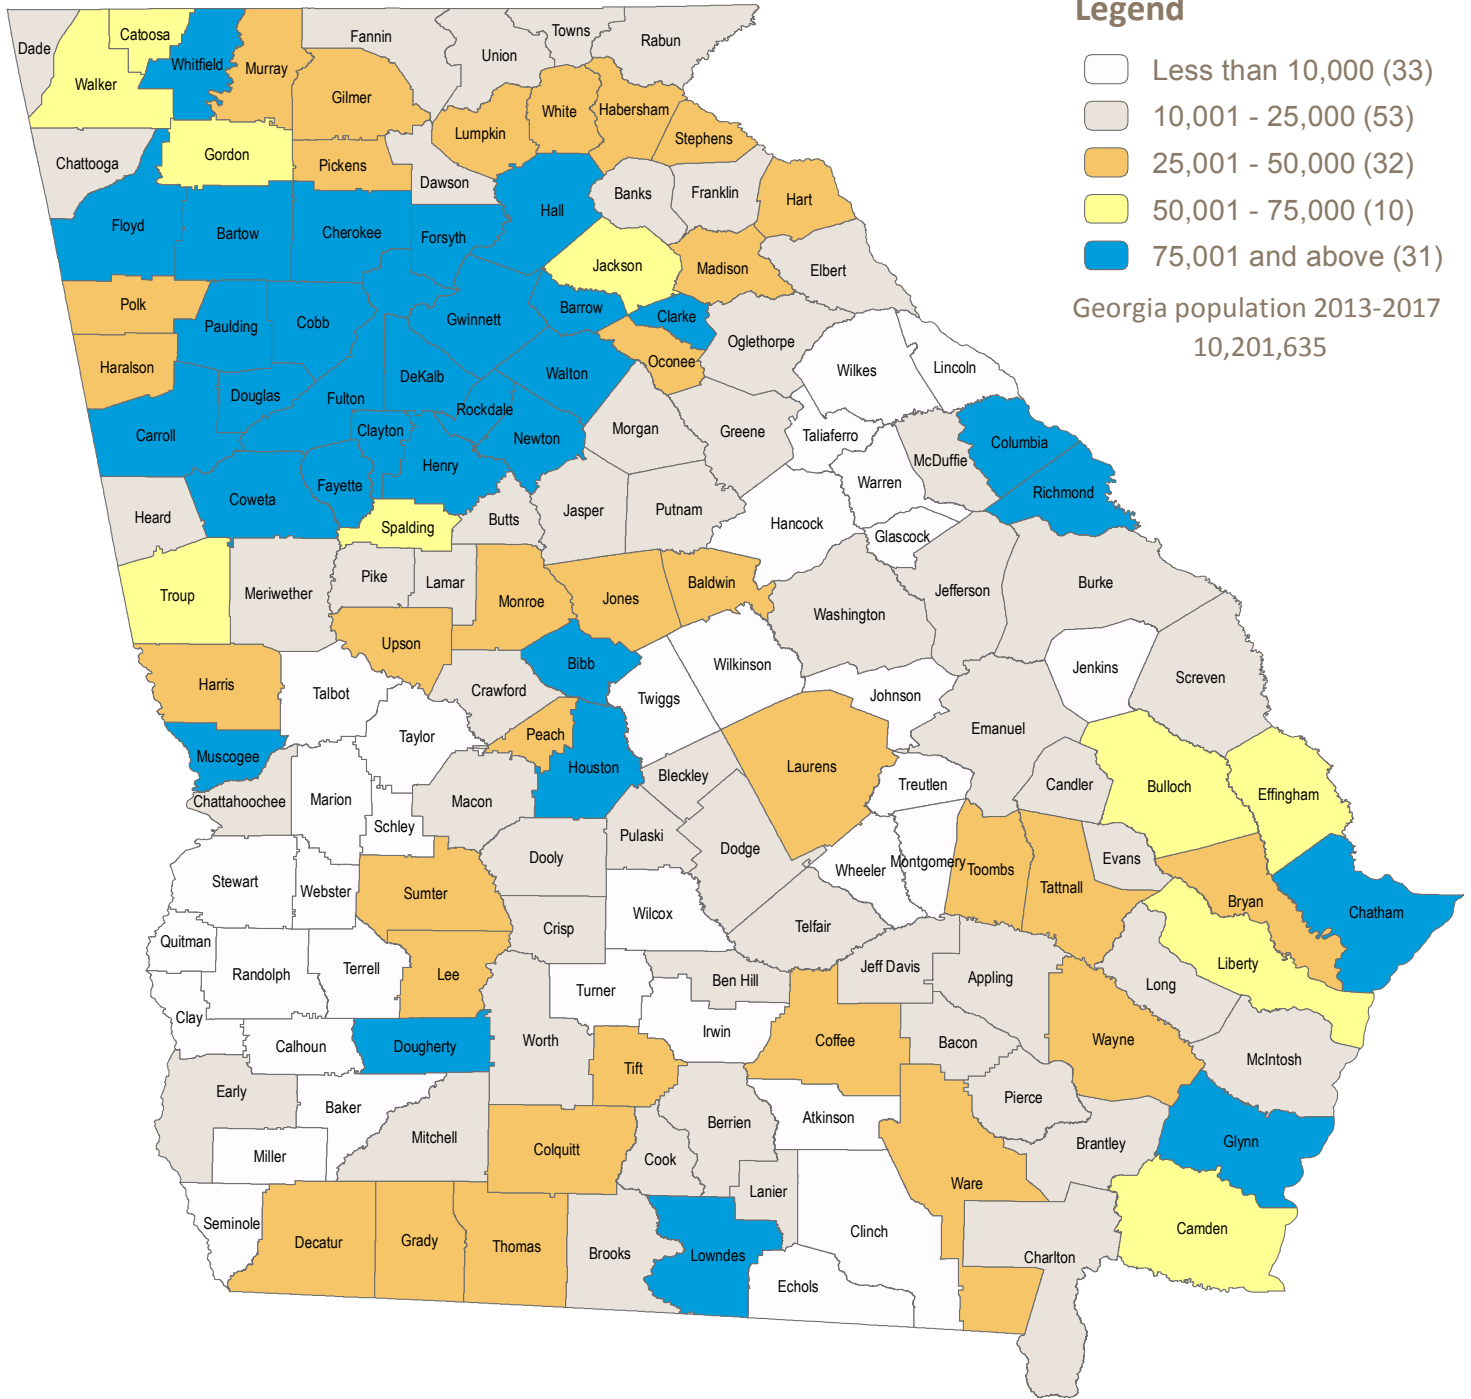 Legend
Less than 10,000 (33)
10,001 - 25,000 (53)
25,001 - 50,000 (32)
50,001 - 75,000 (10)
75,001 and above (31)
Georgia population 2013-2017
10,201,635
Dade
Catoosa
Walker
Whitfield
Murray
Fannin
Gilmer
Union
Towns
Rabun
White
Habersham
Lumpkin
Stephens
Chattooga
Gordon
Pickens
Dawson
Banks
Franklin
Hart
Hall
Floyd
Bartow
Cherokee
Forsyth
Jackson
Madison
Elbert
Polk
Paulding
Cobb
Gwinnett
Barrow
Clarke
Oglethorpe
Oconee
Wilkes
Lincoln
Haralson
Douglas
Fulton
DeKalb
Rockdale
Walton
Carroll
Clayton
Henry
Newton
Morgan
Greene
Taliaferro
McDuffie
Columbia
Richmond
Warren
Heard
Coweta
Fayette
Spalding
Butts
Jasper
Putnam
Hancock
Glascock
Troup
Meriwether
Pike
Lamar
Monroe
Jones
Baldwin
Washington
Jefferson
Burke
Upson
Bibb
Wilkinson
Jenkins
Screven
Harris
Talbot
Crawford
Twiggs
Johnson
Emanuel
Muscogee
Taylor
Peach
Houston
Bleckley
Laurens
Treutlen
Candler
Bulloch
Effingham
Chattahoochee
Marion
Schley
Macon
Pulaski
Dodge
Dooly
Wheeler
Montgomery
Toombs
Tattnall
Evans
Stewart
Webster
Sumter
Wilcox
Crisp
Telfair
Bryan
Chatham
Quitman
Randolph
Terrell
Lee
Turner
Ben Hill
Jeff Davis
Appling
Long
Liberty
Clay
Calhoun
Dougherty
Worth
Irwin
Tift
Coffee
Bacon
Wayne
McIntosh
Early
Baker
Mitchell
Berrien
Atkinson
Pierce
Brantley
Glynn
Miller
Colquitt
Cook
Lanier
Ware
Seminole
Decatur
Grady
Thomas
Brooks
Lowndes
Clinch
Echols
Charlton
Camden